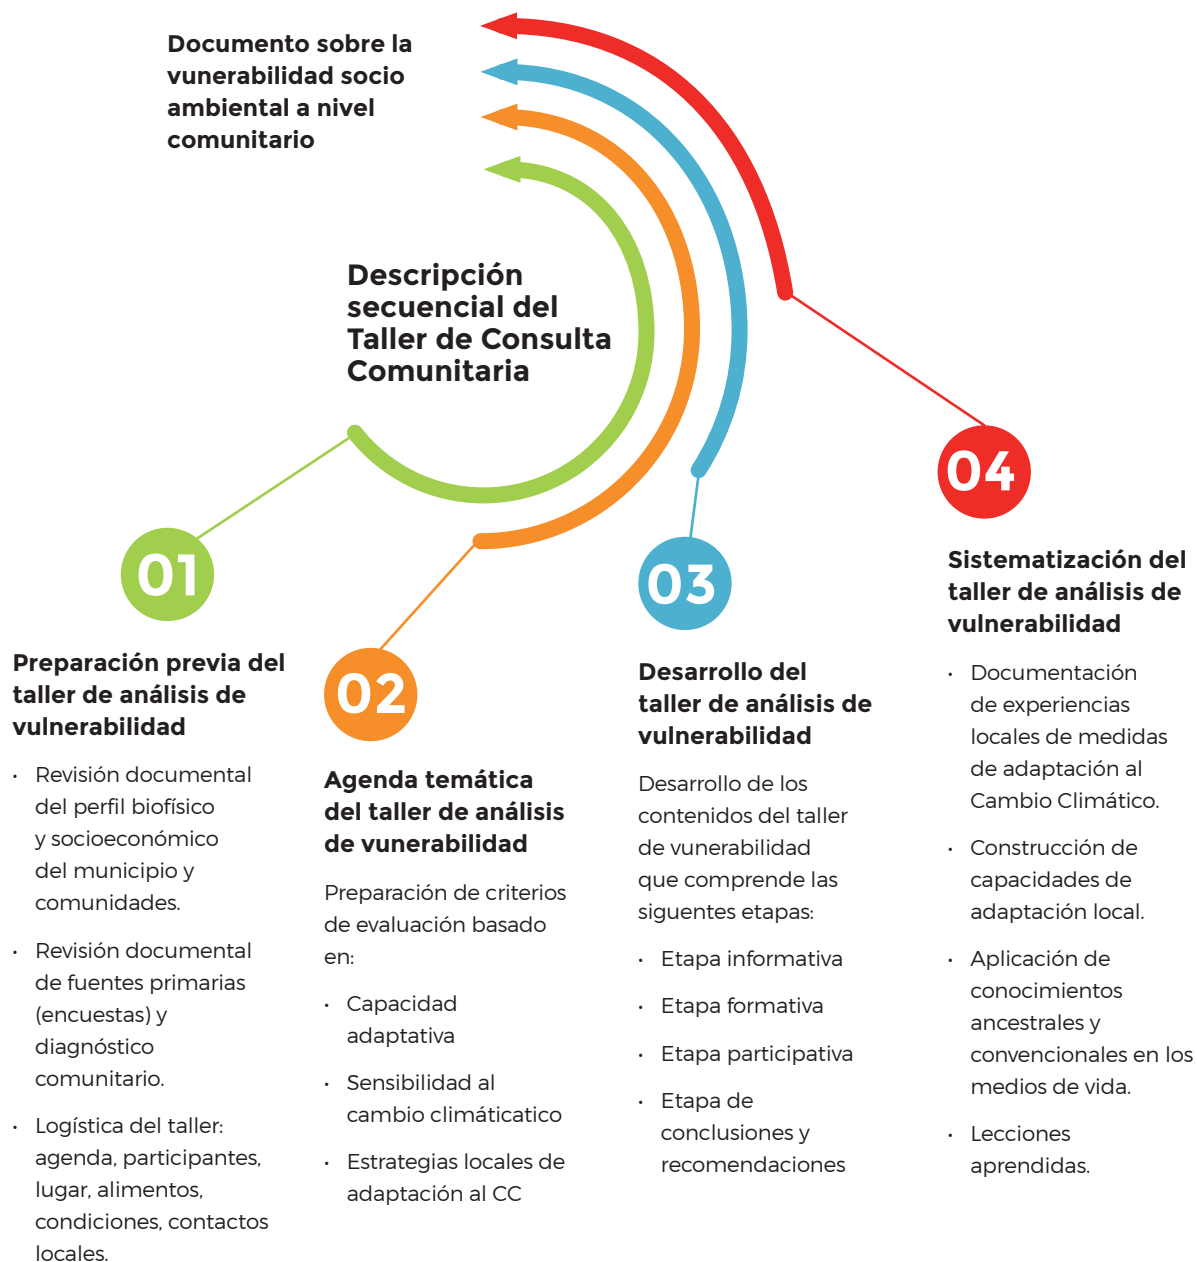 Documento sobre la
vunerabilidad socio
ambiental a nivel
comunitario
Descripción
secuencial del
Taller de Consulta
Comunitaria
01
Preparación previa del
taller de análisis de
vulnerabilidad
• Revisión documental
del perfil biofísico
y socioeconómico
del municipio y
comunidades.
• Revisión documental
de fuentes primarias
(encuestas) y
diagnóstico
comunitario.
• Logística del taller:
agenda, participantes,
lugar, alimentos,
condiciones, contactos
locales.
02
Agenda temática
del taller de análisis
de vunerabilidad
Preparación de criterios
de evaluación basado
en:
• Capacidad
adaptativa
• Sensibilidad al
cambio climáticatico
• Estrategias locales de
adaptación al CC
03
Desarrollo del
taller de análisis de
vulnerabilidad
Desarrollo de los
contenidos del taller
de vunerabilidad
que comprende las
siguentes etapas:
• Etapa informativa
• Etapa formativa
• Etapa participativa
• Etapa de
conclusiones y
recomendaciones
04
Sistematización del
taller de análisis de
vulnerabilidad
• Documentación
de experiencias
locales de medidas
de adaptación al
Cambio Climático.
• Construcción de
capacidades de
adaptación local.
• Aplicación de
conocimientos
ancestrales y
convencionales en los
medios de vida.
• Lecciones
aprendidas.